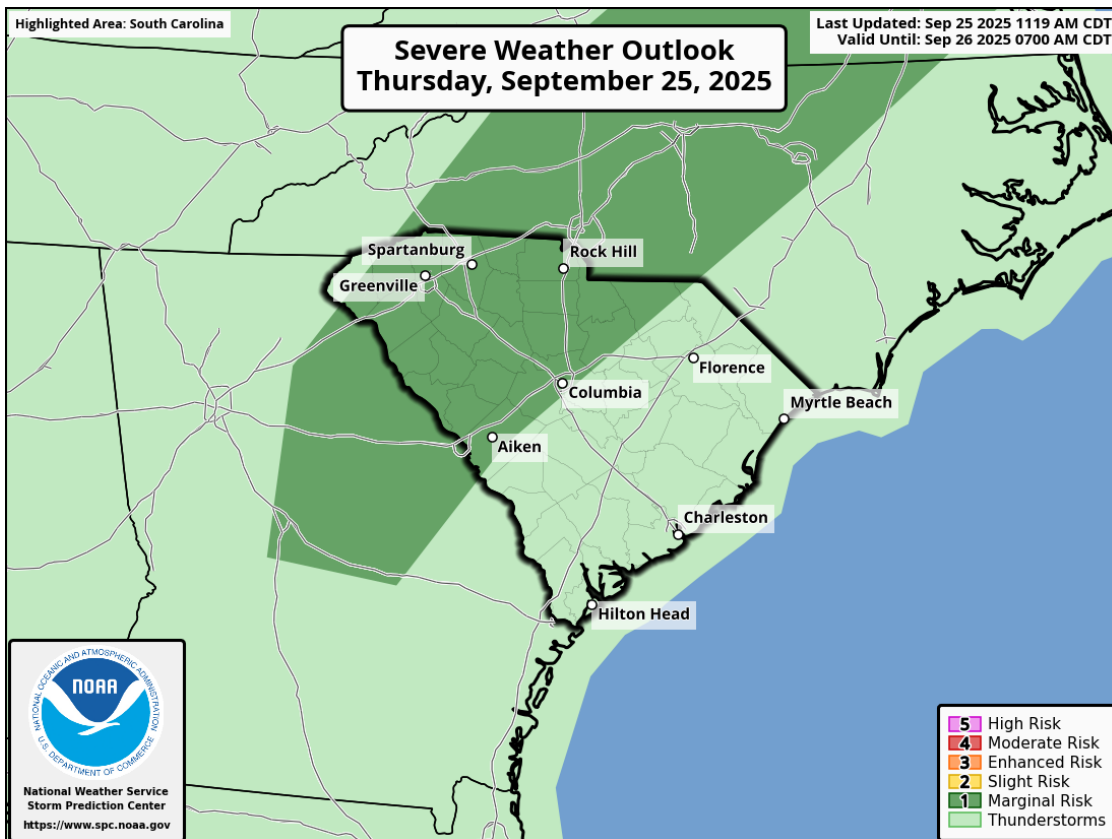 Highlighted Area: South Carolina
Last Updated: Sep 25 2025 1119 AM CDT
Valid Until: Sep 26 2025 0700 AM CDT
Severe Weather Outlook
Thursday, September 25, 2025
Spartanburg
Rock Hill
Greenville
Florence
Columbia
Myrtle Beach
Aiken
Charleston
Hilton Head
NATIONAL OCEANIC AND ATMOSPHERIC ADMINISTRATION
NOAA
U.S. DEPARTMENT OF COMMERCE
National Weather Service
Storm Prediction Center
https://www.spc.noaa.gov
5 High Risk
4 Moderate Risk
3 Enhanced Risk
2 Slight Risk
1 Marginal Risk
Thunderstorms